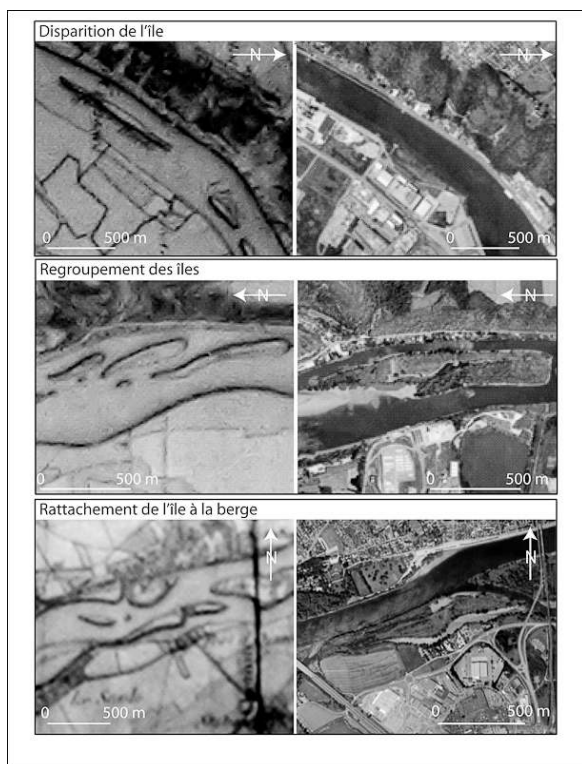 Disparition de l'île
N
N
0 500 m
0 500 m
Regroupement des îles
N
N
0 500 m
0 500 m
Rattachement de l'île à la berge
N
N
0 500 m
0 500 m